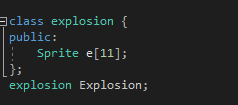 class explosion {
public:
    Sprite e[11];
};
explosion Explosion;